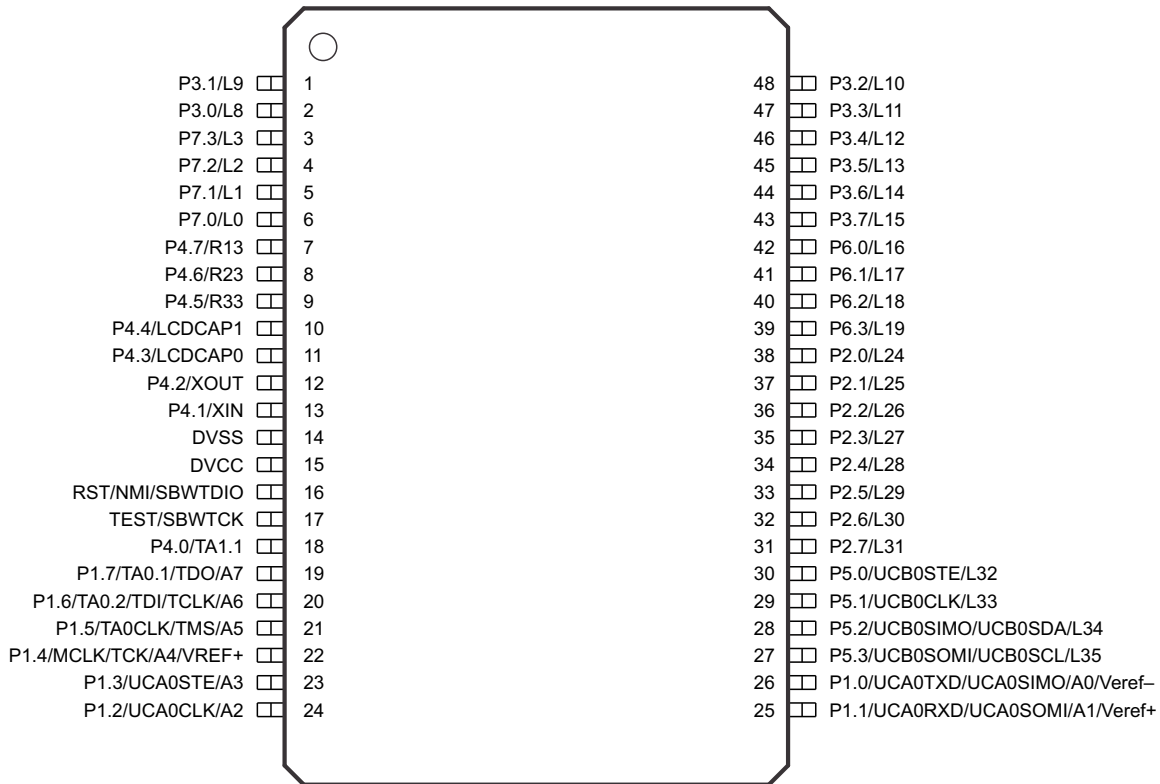 P3.1/L9 1 48 P3.2/L10
P3.0/L8 2 47 P3.3/L11
P7.3/L3 3 46 P3.4/L12
P7.2/L2 4 45 P3.5/L13
P7.1/L1 5 44 P3.6/L14
P7.0/L0 6 43 P3.7/L15
P4.7/R13 7 42 P6.0/L16
P4.6/R23 8 41 P6.1/L17
P4.5/R33 9 40 P6.2/L18
P4.4/LCDCAP1 10 39 P6.3/L19
P4.3/LCDCAP0 11 38 P2.0/L24
P4.2/XOUT 12 37 P2.1/L25
P4.1/XIN 13 36 P2.2/L26
DVSS 14 35 P2.3/L27
DVCC 15 34 P2.4/L28
RST/NMI/SBWTDIO 16 33 P2.5/L29
TEST/SBWTCK 17 32 P2.6/L30
P4.0/TA1.1 18 31 P2.7/L31
P1.7/TA0.1/TDO/A7 19 30 P5.0/UCB0STE/L32
P1.6/TA0.2/TDI/TCLK/A6 20 29 P5.1/UCB0CLK/L33
P1.5/TA0CLK/TMS/A5 21 28 P5.2/UCB0SIMO/UCB0SDA/L34
P1.4/MCLK/TCK/A4/VREF+ 22 27 P5.3/UCB0SOMI/UCB0SCL/L35
P1.3/UCA0STE/A3 23 26 P1.0/UCA0TXD/UCA0SIMO/A0/Veref–
P1.2/UCA0CLK/A2 24 25 P1.1/UCA0RXD/UCA0SOMI/A1/Veref+